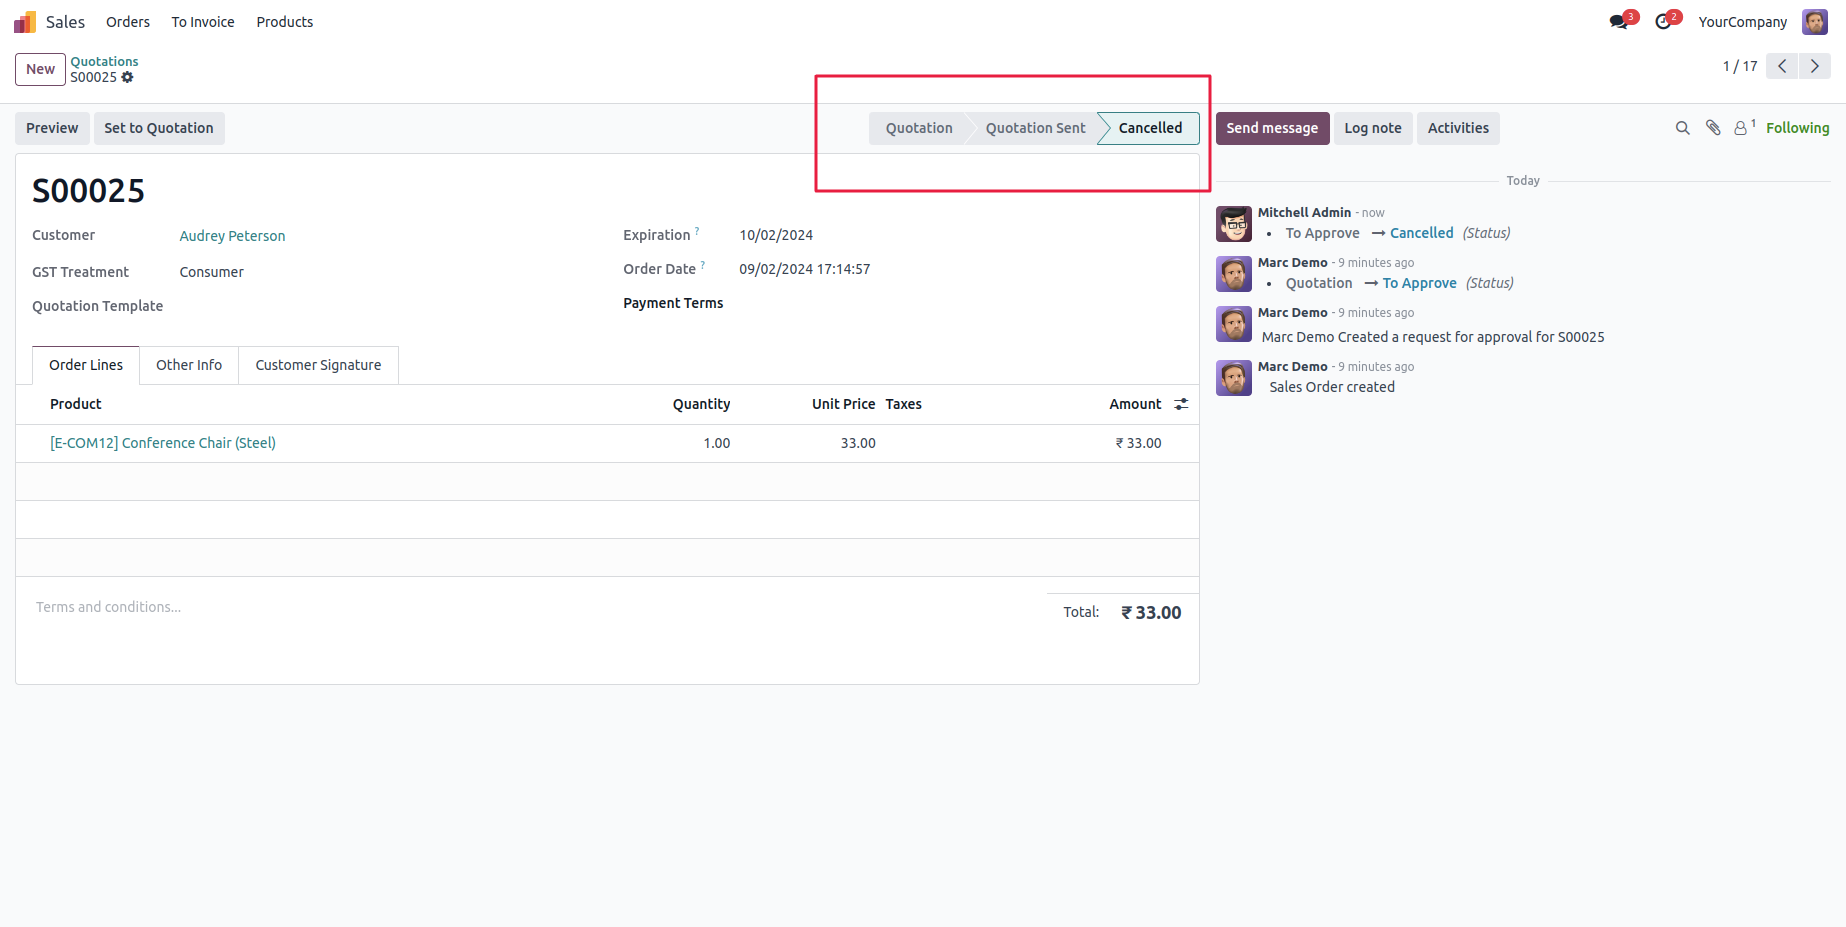 Sales Orders To Invoice Products 3 2 YourCompany
New Quotations
S00025
1 / 17
Preview Set to Quotation Quotation Quotation Sent Cancelled Send message Log note Activities 1 Following
S00025
Customer Audrey Peterson
GST Treatment Consumer
Quotation Template
Expiration ? 10/02/2024
Order Date ? 09/02/2024 17:14:57
Payment Terms
Order Lines Other Info Customer Signature
Product Quantity Unit Price Taxes Amount
[E-COM12] Conference Chair (Steel) 1.00 33.00 ₹ 33.00
Terms and conditions...
Total: ₹ 33.00
Today
Mitchell Admin - now
• To Approve → Cancelled (Status)
Marc Demo - 9 minutes ago
• Quotation → To Approve (Status)
Marc Demo - 9 minutes ago
Marc Demo Created a request for approval for S00025
Marc Demo - 9 minutes ago
Sales Order created